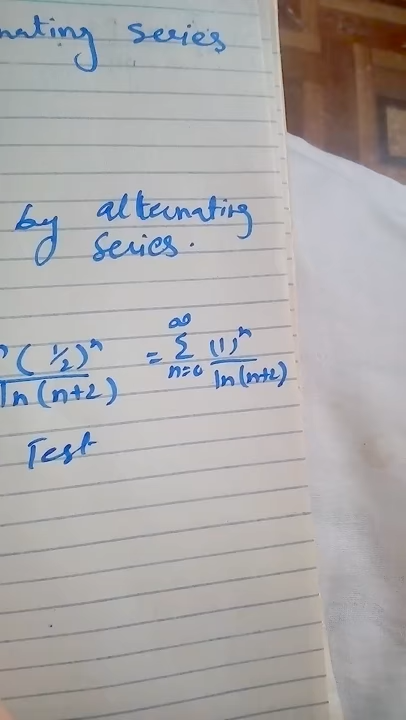 nating series
by alternating
series.
(1/2)ⁿ / ln(n+2) = ∞ Σ n=0 (1)ⁿ / ln(n+2)
Test